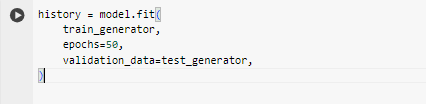 history = model.fit(
    train_generator,
    epochs=50,
    validation_data=test_generator,
)